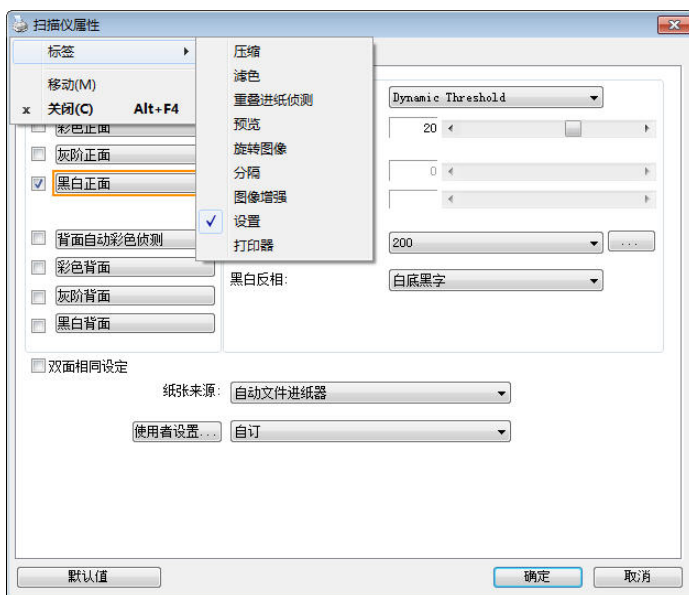 扫描仪属性
标签
移动(M)
x 关闭(C) Alt+F4
压缩
滤色
重叠进纸侦测
预览
旋转图像
分隔
图像增强
设置
打印器
彩色正面
灰阶正面
黑白正面
背面自动彩色侦测
彩色背面
灰阶背面
黑白背面
Dynamic Threshold
20
0
200
...
黑白反相:
白底黑字
双面相同设定
纸张来源:
自动文件进纸器
使用者设置...
自订
默认值
确定
取消